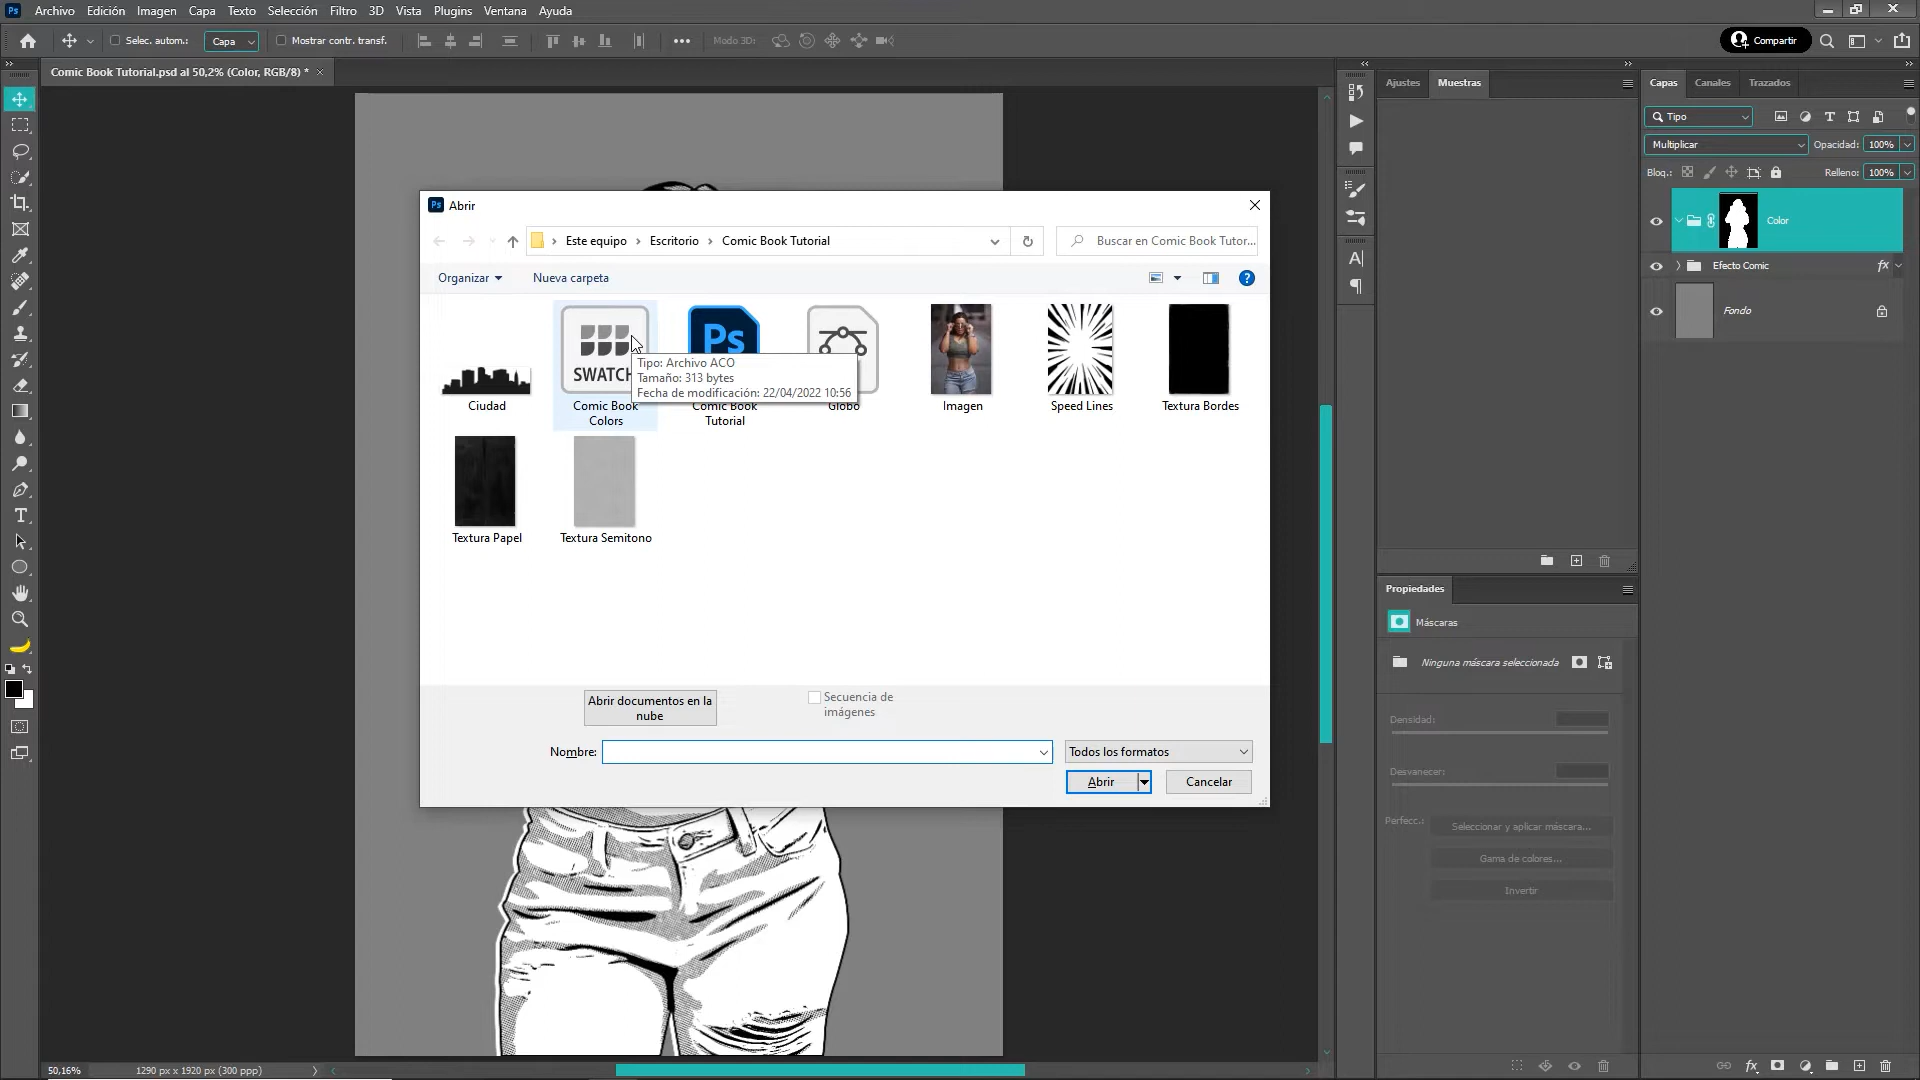 Ps Archivo Edición Imagen Capa Texto Selección Filtro 3D Vista Plugins Ventana Ayuda
Selec. autom.: Capa Mostrar contr. transf. Modo 3D: Compartir
Comic Book Tutorial.psd al 50,2% (Color, RGB/8) *
Ajustes Muestras
Capas Canales Trazados
Tipo
Multiplicar Opacidad: 100%
Bloq.: Relleno: 100%
Color
Efecto Comic fx
Fondo
Ps Abrir
Este equipo Escritorio Comic Book Tutorial Buscar en Comic Book Tutor...
Organizar Nueva carpeta
Ps
SWATCH
Tipo: Archivo ACO
Tamaño: 313 bytes
Fecha de modificación: 22/04/2022 10:56
Ciudad
Comic Book
Colors
Comic Book
Tutorial
Globo
Imagen
Speed Lines
Textura Bordes
Textura Papel
Textura Semitono
Abrir documentos en la
nube
Secuencia de
imágenes
Nombre: Todos los formatos
Abrir Cancelar
Propiedades
Máscaras
Ninguna máscara seleccionada
Densidad:
Desvanecer:
Perfecc.: Seleccionar y aplicar máscara...
Gama de colores...
Invertir
50,16% 1290 px x 1920 px (300 ppp)
fx